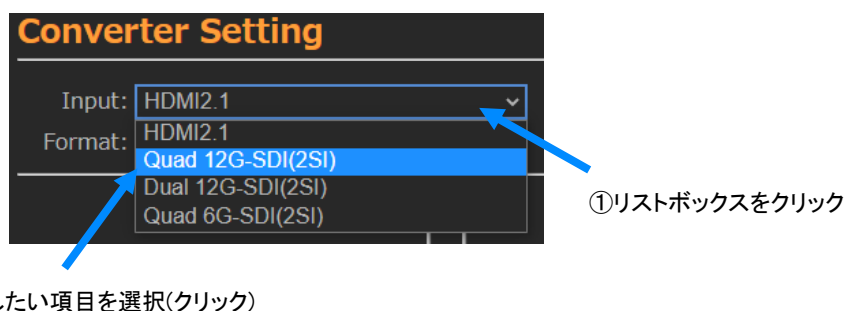 Converter Setting
Input: HDMI2.1
Format: HDMI2.1
Quad 12G-SDI(2SI)
Dual 12G-SDI(2SI)
Quad 6G-SDI(2SI)
①リストボックスをクリック
たい項目を選択(クリック)